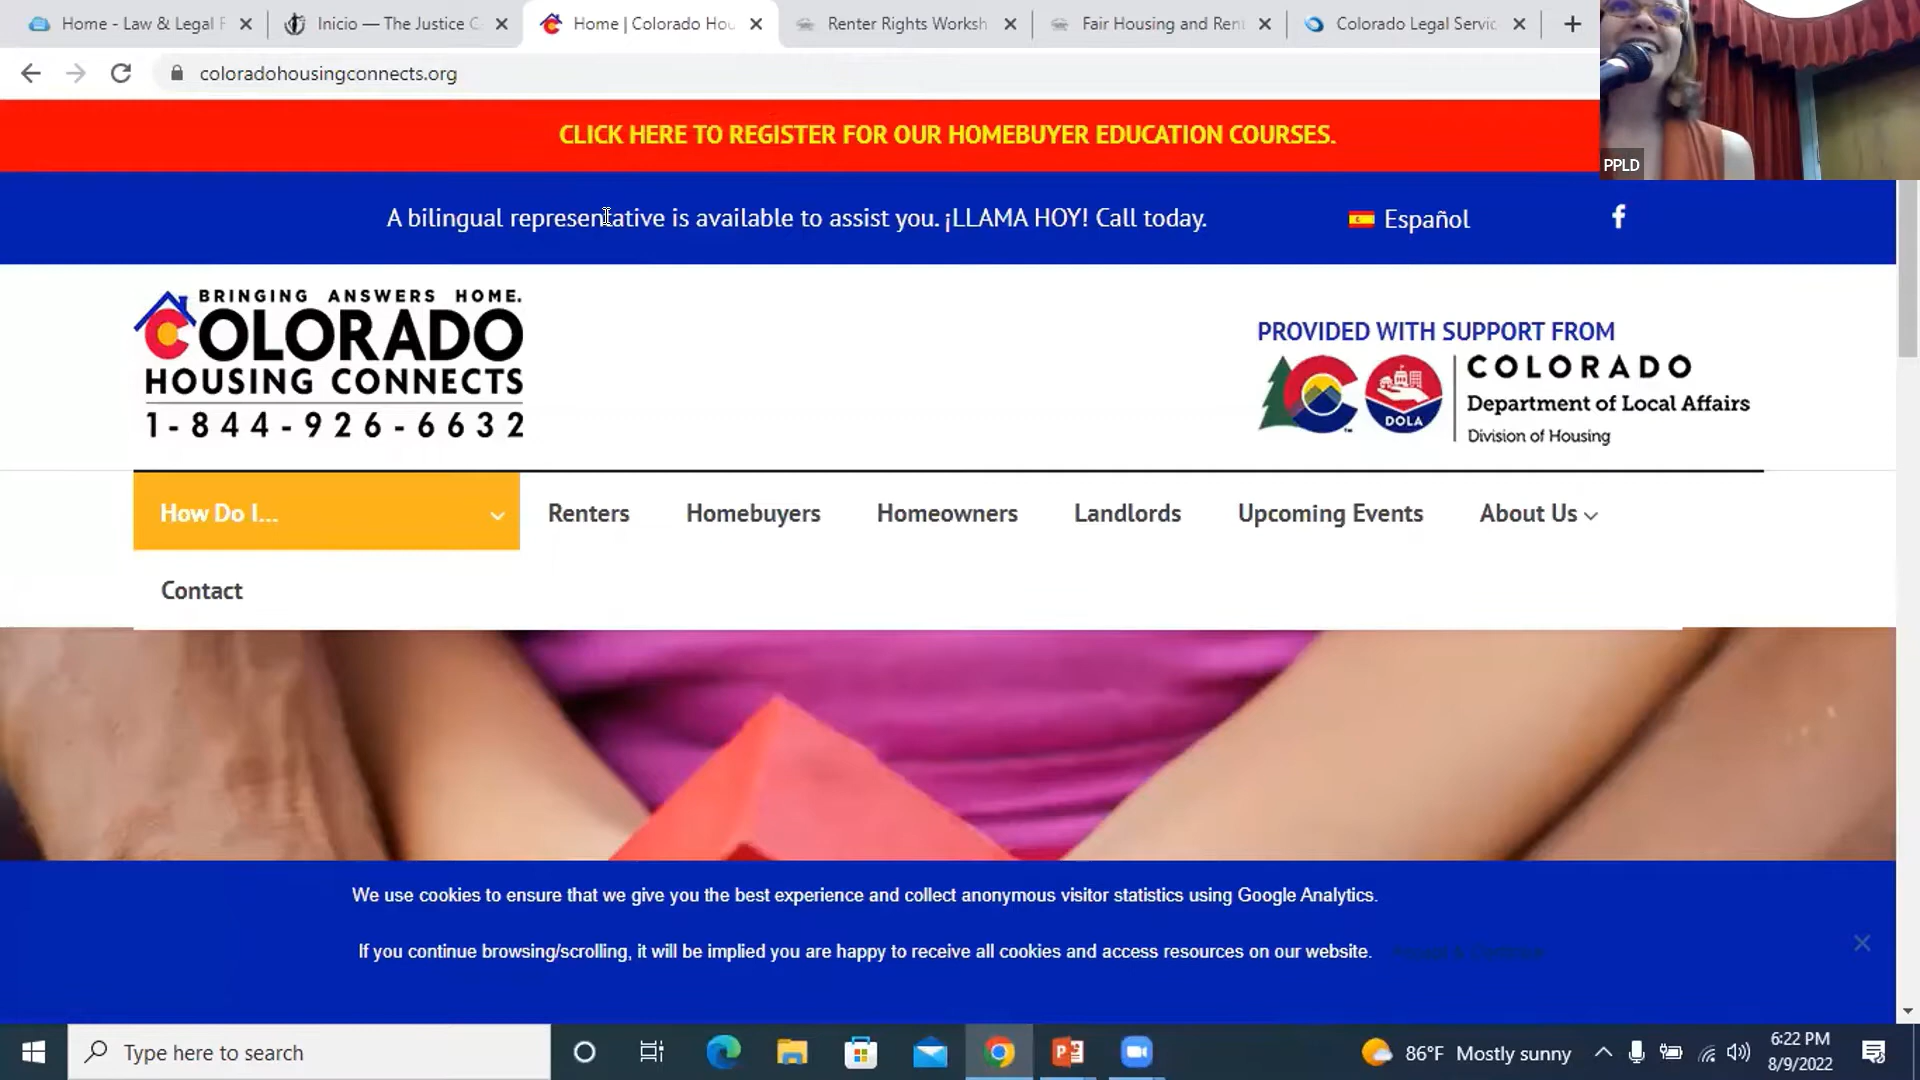 Home - Law & Legal
Inicio — The Justice C
Home | Colorado Hou
Renter Rights Worksh
Fair Housing and Ren
Colorado Legal Servic
coloradohousingconnects.org
CLICK HERE TO REGISTER FOR OUR HOMEBUYER EDUCATION COURSES.
PPLD
A bilingual representative is available to assist you. ¡LLAMA HOY! Call today.
Español
BRINGING ANSWERS HOME.
COLORADO
HOUSING CONNECTS
1-844-926-6632
PROVIDED WITH SUPPORT FROM
DOLA
COLORADO
Department of Local Affairs
Division of Housing
How Do I...
Renters
Homebuyers
Homeowners
Landlords
Upcoming Events
About Us
Contact
We use cookies to ensure that we give you the best experience and collect anonymous visitor statistics using Google Analytics.
If you continue browsing/scrolling, it will be implied you are happy to receive all cookies and access resources on our website.
Type here to search
86°F Mostly sunny
6:22 PM
8/9/2022